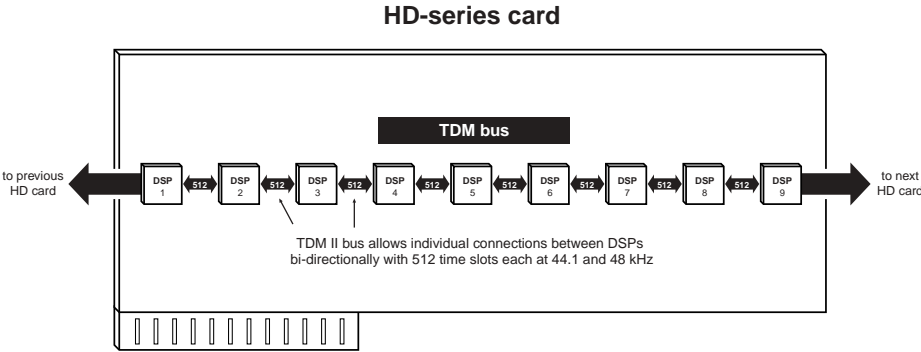 HD-series card
TDM bus
to previous
HD card
DSP
1
512
DSP
2
512
DSP
3
512
DSP
4
512
DSP
5
512
DSP
6
512
DSP
7
512
DSP
8
512
DSP
9
to next
HD card
TDM II bus allows individual connections between DSPs
bi-directionally with 512 time slots each at 44.1 and 48 kHz